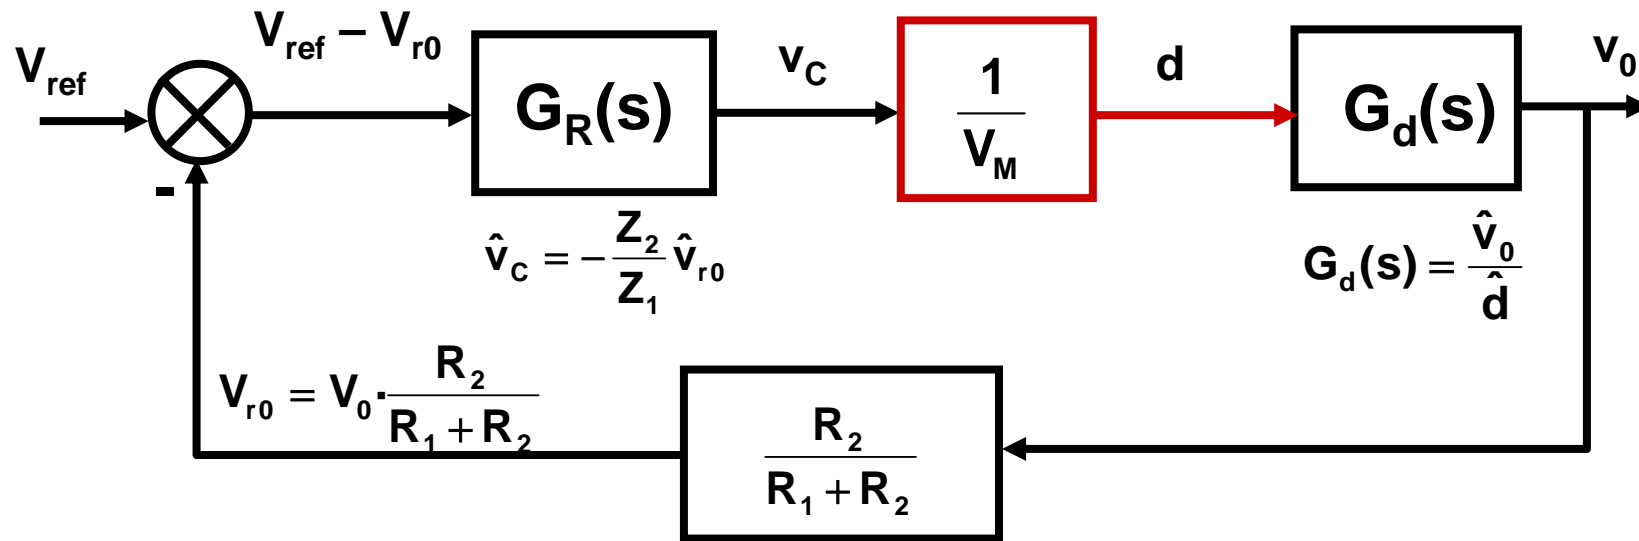 V_ref
V_ref − V_r0
-
G_R(s)
v_C
1
V_M
d
G_d(s)
v_0
v̂_C = − Z_2 / Z_1 v̂_r0
G_d(s) = v̂_0 / d̂
V_r0 = V_0 · R_2 / R_1 + R_2
R_2
R_1 + R_2